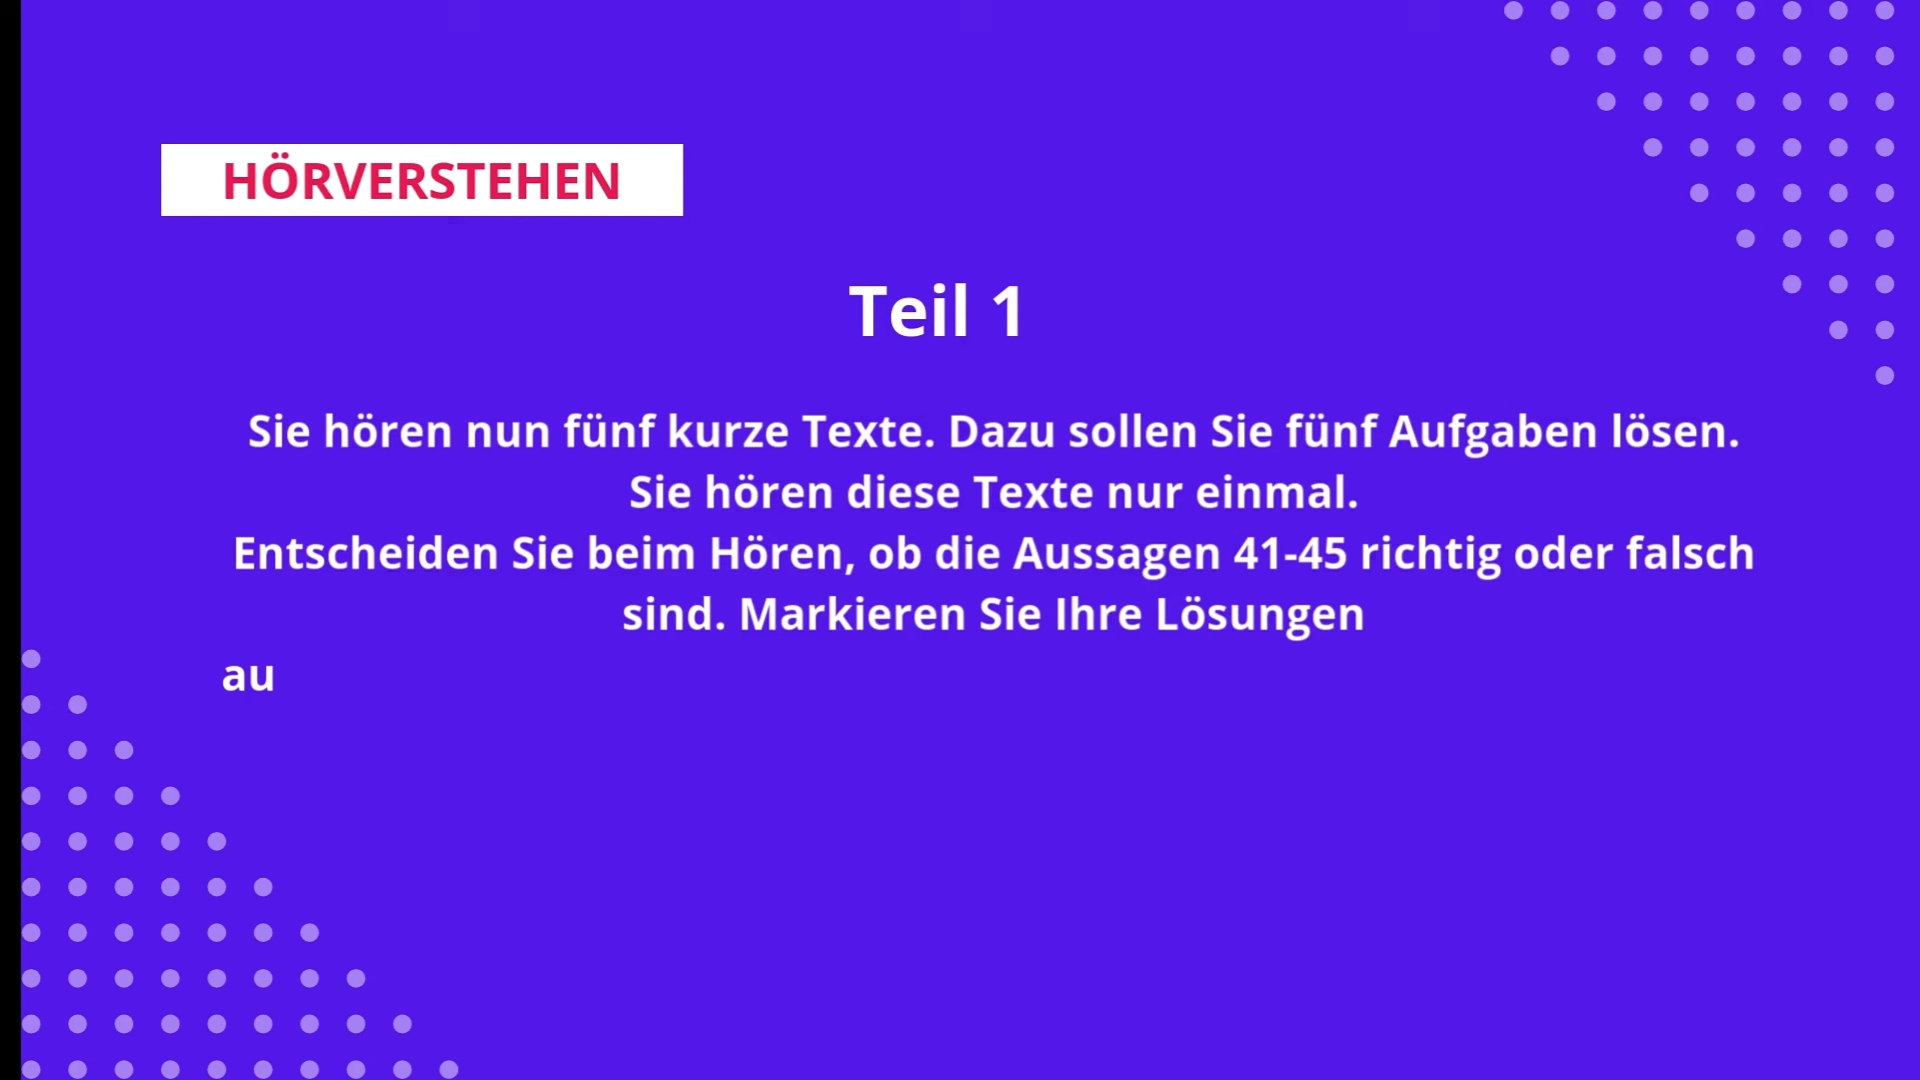 HÖRVERSTEHEN
Teil 1
Sie hören nun fünf kurze Texte. Dazu sollen Sie fünf Aufgaben lösen.
Sie hören diese Texte nur einmal.
Entscheiden Sie beim Hören, ob die Aussagen 41-45 richtig oder falsch
sind. Markieren Sie Ihre Lösungen
au